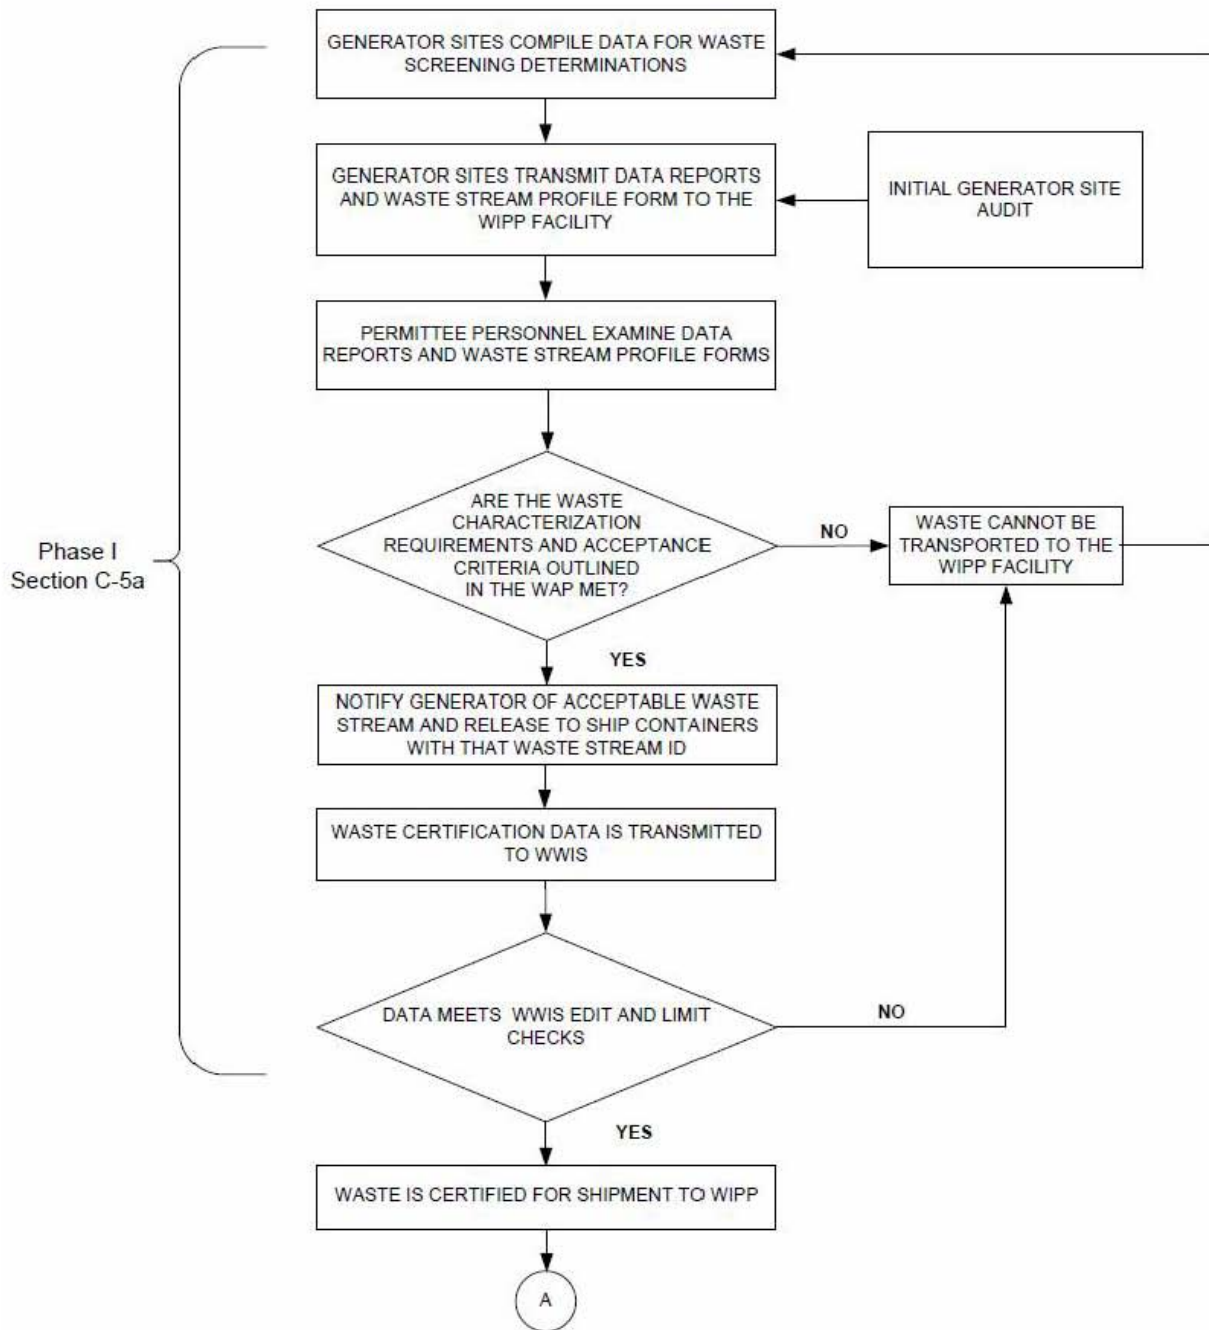 GENERATOR SITES COMPILE DATA FOR WASTE
SCREENING DETERMINATIONS
GENERATOR SITES TRANSMIT DATA REPORTS
AND WASTE STREAM PROFILE FORM TO THE
WIPP FACILITY
INITIAL GENERATOR SITE
AUDIT
PERMITTEE PERSONNEL EXAMINE DATA
REPORTS AND WASTE STREAM PROFILE FORMS
Phase I
Section C-5a
ARE THE WASTE
CHARACTERIZATION
REQUIREMENTS AND ACCEPTANCE
CRITERIA OUTLINED
IN THE WAP MET?
NO
WASTE CANNOT BE
TRANSPORTED TO THE
WIPP FACILITY
YES
NOTIFY GENERATOR OF ACCEPTABLE WASTE
STREAM AND RELEASE TO SHIP CONTAINERS
WITH THAT WASTE STREAM ID
WASTE CERTIFICATION DATA IS TRANSMITTED
TO WWIS
DATA MEETS WWIS EDIT AND LIMIT
CHECKS
NO
YES
WASTE IS CERTIFIED FOR SHIPMENT TO WIPP
A